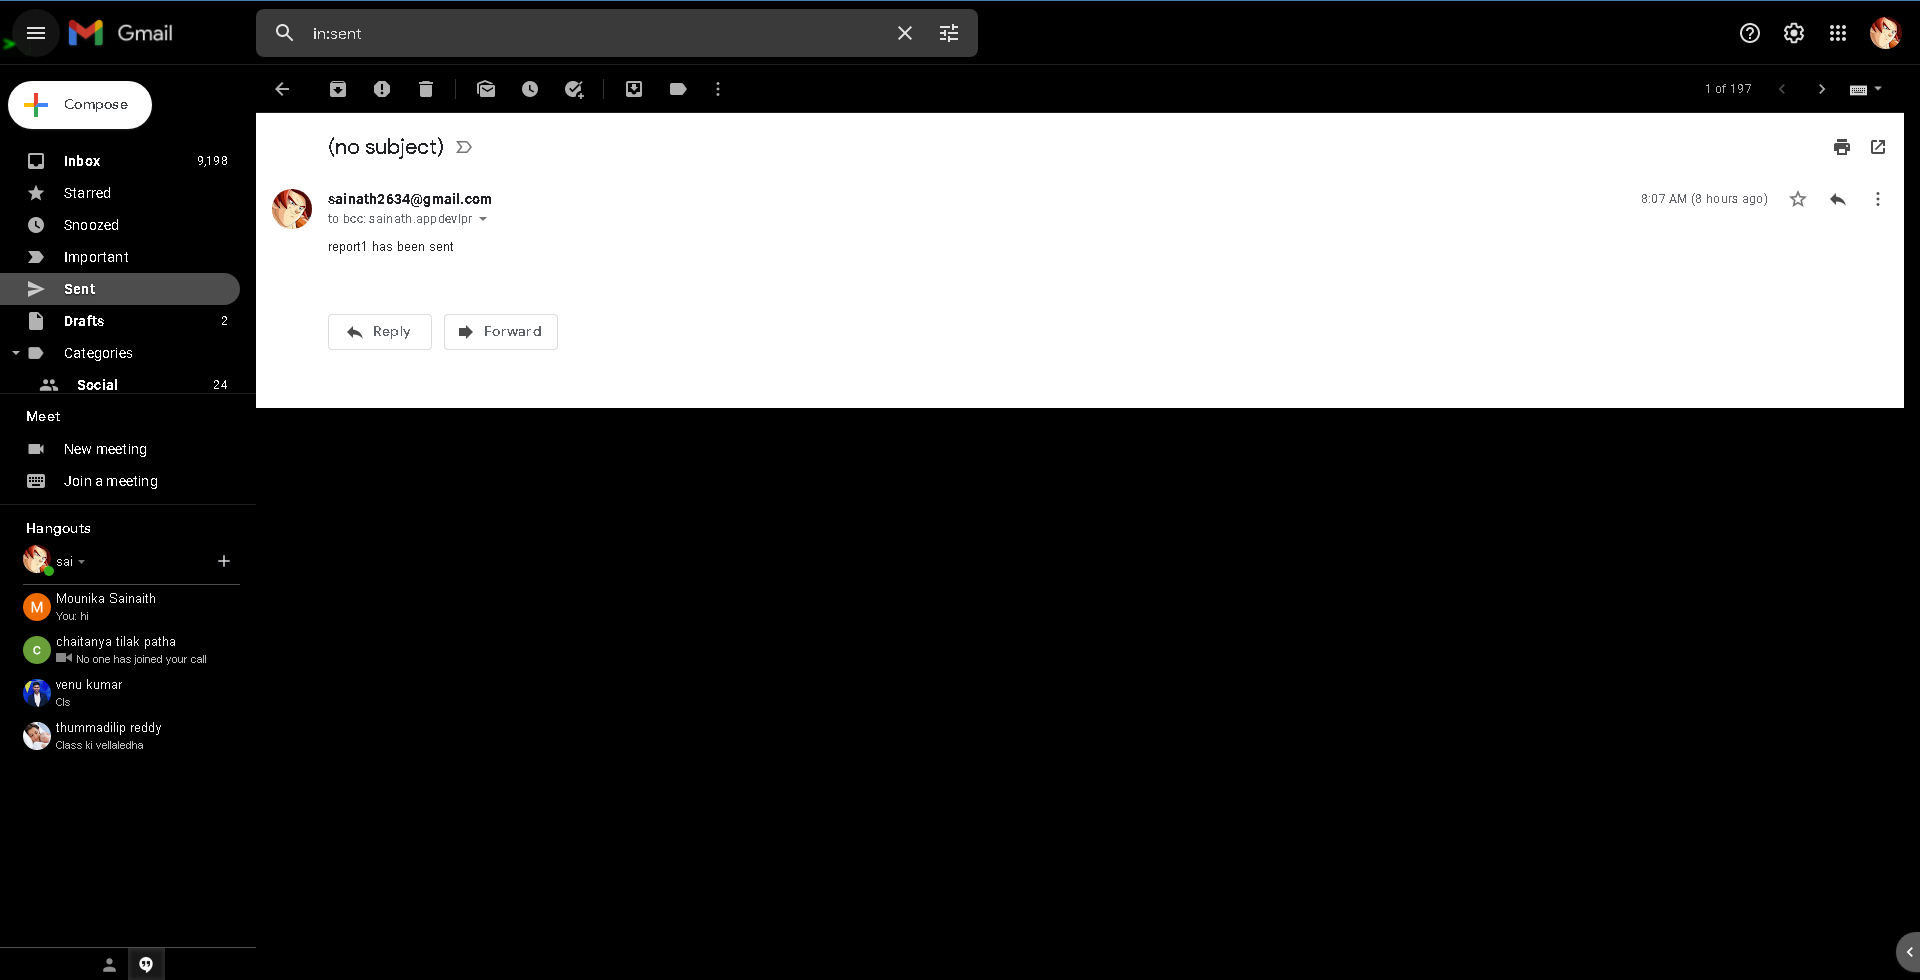 Gmail
in:sent
Compose
1 of 197
Inbox 9,198
Starred
Snoozed
Important
Sent
Drafts 2
Categories
Social 24
Meet
New meeting
Join a meeting
Hangouts
sai
Mounika Sainaith
You: hi
chaitanya tilak patha
No one has joined your call
venu kumar
Cls
thummadilip reddy
Class ki vellaledha
(no subject)
sainath2634@gmail.com 8:07 AM (8 hours ago)
to bcc: sainath.appdevlpr
report1 has been sent
Reply Forward
M
c